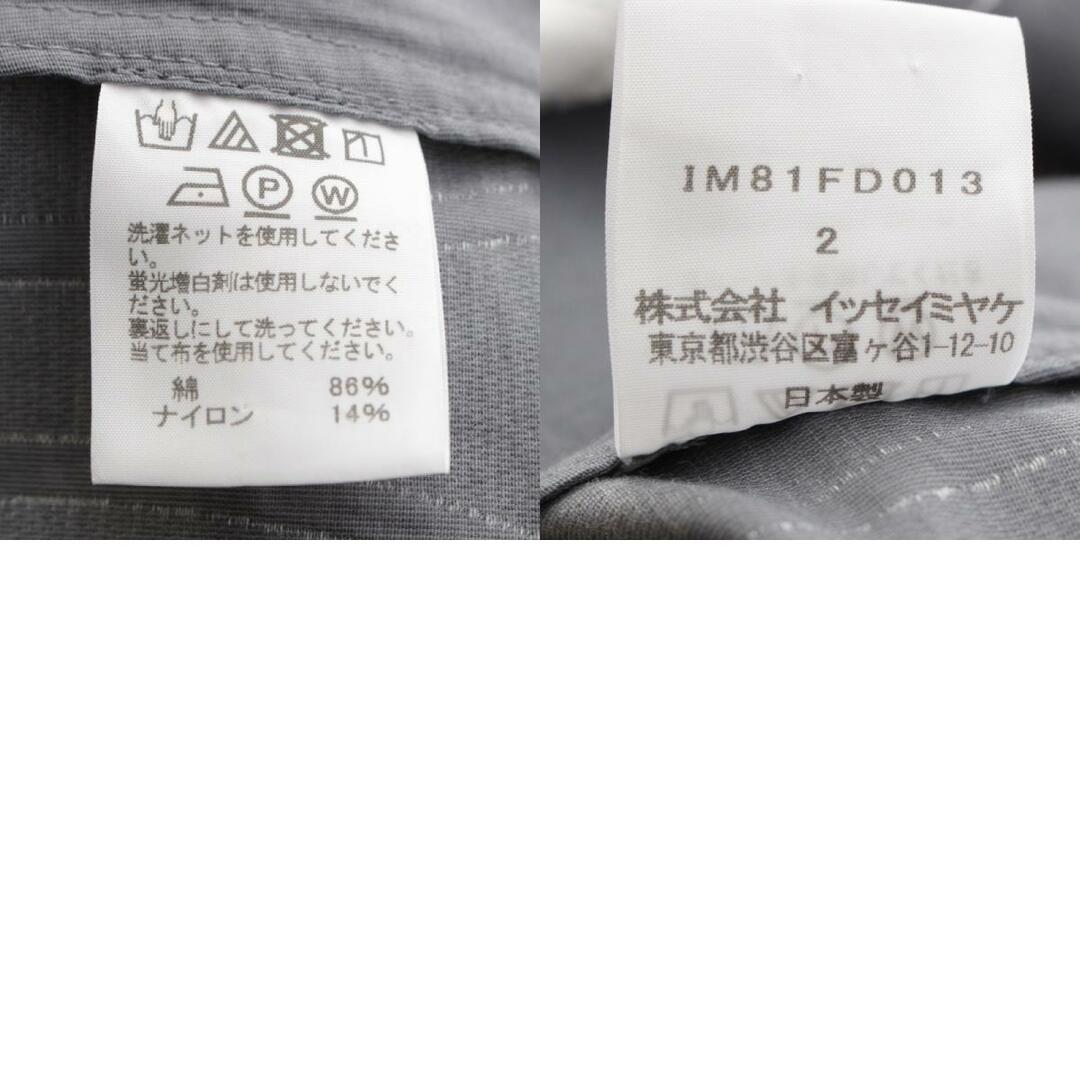 P W
洗濯ネットを使用してくださ
い。
蛍光増白剤は使用しないでく
ださい。
裏返しにして洗ってください。
当て布を使用してください。
綿 86%
ナイロン 14%
IM81FD013
2
株式会社 イッセイミヤケ
東京都渋谷区富ヶ谷1-12-10
日本製